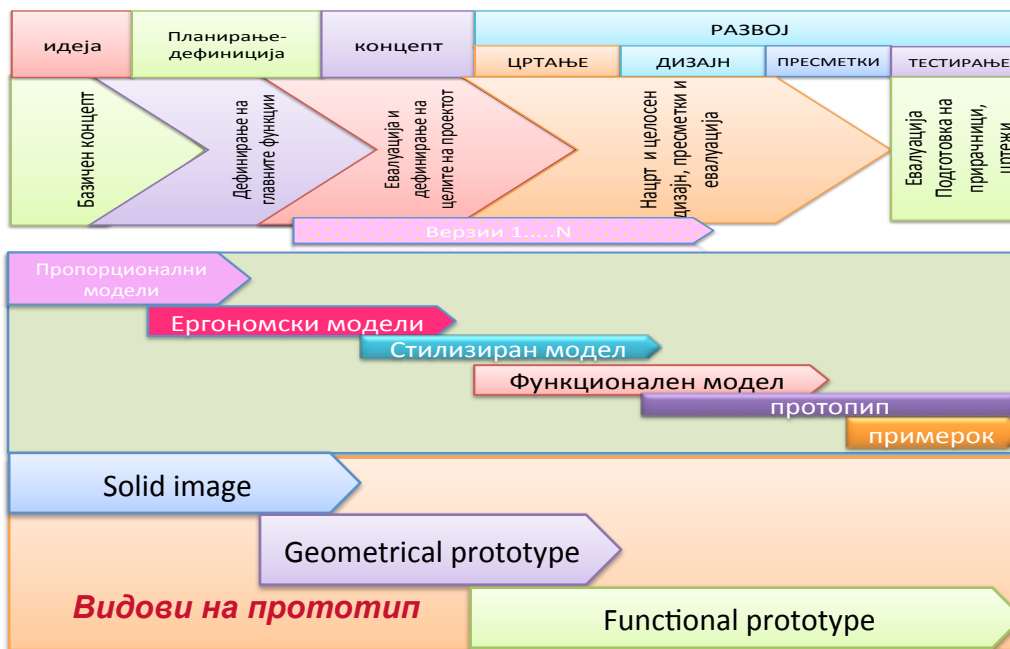 идеја
Планирање-
дефиниција
концепт
РАЗВОЈ
ЦРТАЊЕ
ДИЗАЈН
ПРЕСМЕТКИ
ТЕСТИРАЊЕ
Базичен концепт
Дефинирање на
главните функции
Евалуација и
дефинирање на
целите на проектот
Нацрт и целосен
дизајн, пресметки и
евалуација
Евалуација
Подготовка на
прирачници,
цртежи
Верзии 1.....N
Пропорционални
модели
Ергономски модели
Стилизиран модел
Функционален модел
протопип
примерок
Solid image
Geometrical prototype
Видови на прототип
Functional prototype